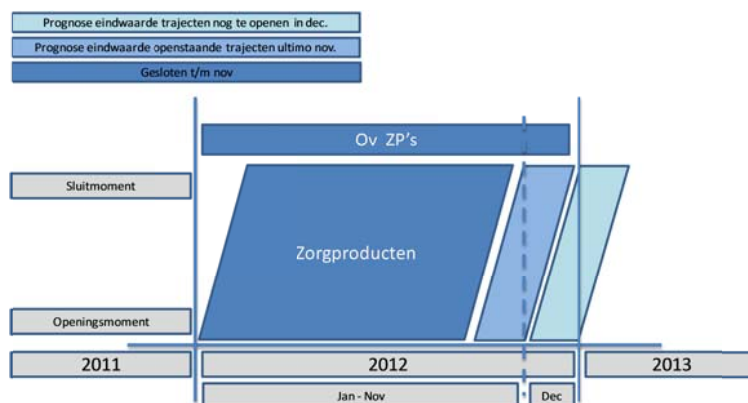 Prognose eindwaarde trajecten nog te openen in dec.
Prognose eindwaarde openstaande trajecten ultimo nov.
Gesloten t/m nov
Ov ZP's
Sluitmoment
Zorgproducten
Openingsmoment
2011
2012
2013
Jan - Nov
Dec